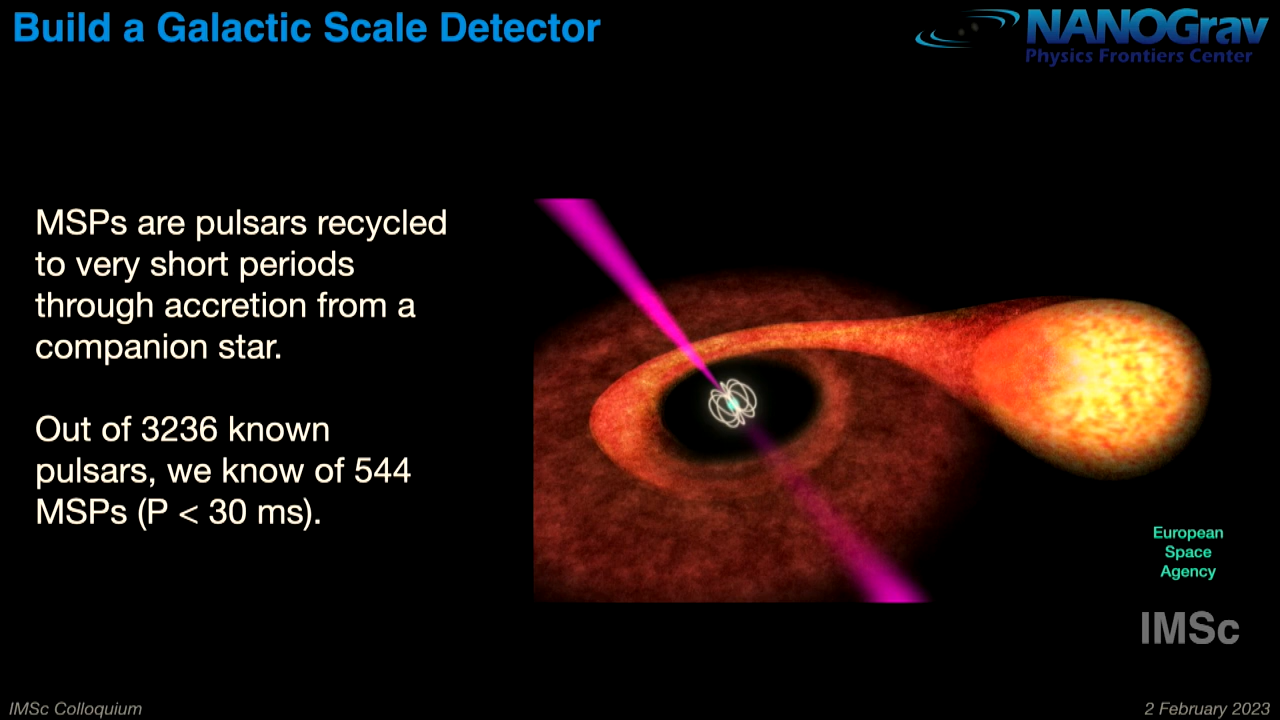 Build a Galactic Scale Detector
NANOGrav
Physics Frontiers Center
MSPs are pulsars recycled
to very short periods
through accretion from a
companion star.
Out of 3236 known
pulsars, we know of 544
MSPs (P < 30 ms).
European
Space
Agency
IMSc
IMSc Colloquium
2 February 2023